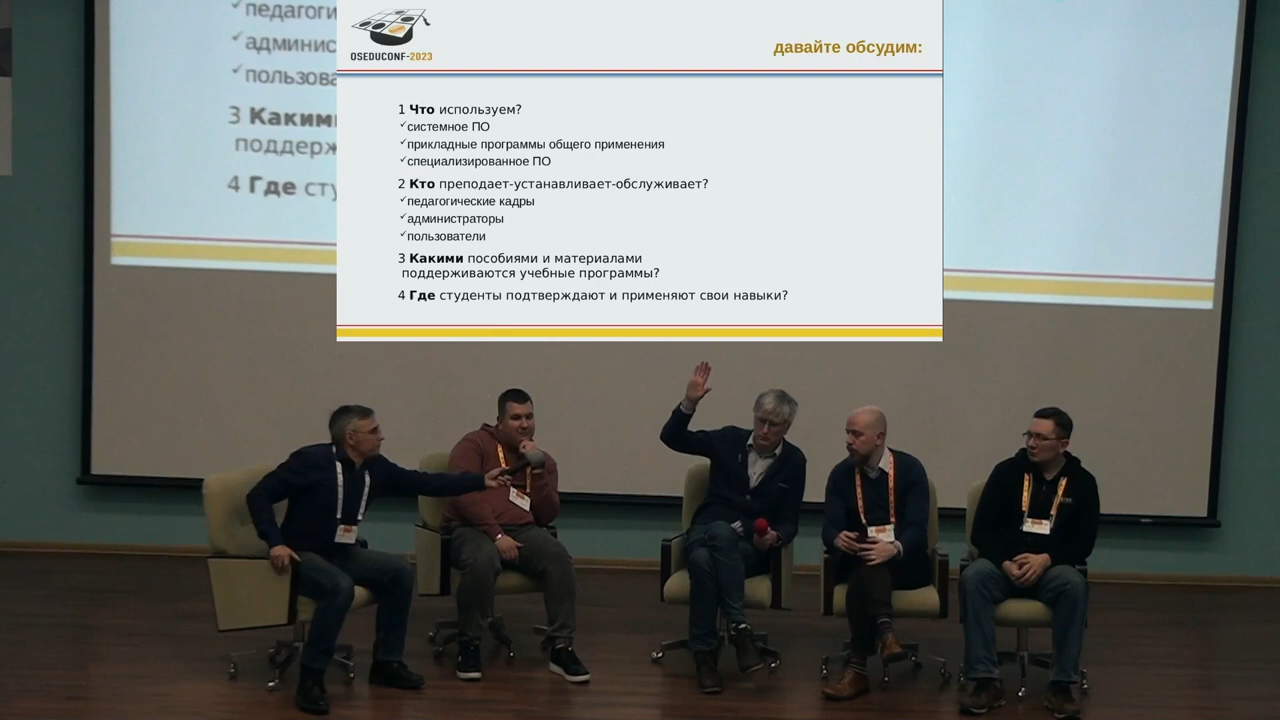 педагоги
админис
пользова
3 Каким
поддерж
4 Где сту
OSEDUCONF-2023
давайте обсудим:
1 Что используем?
системное ПО
прикладные программы общего применения
специализированное ПО
2 Кто преподает-устанавливает-обслуживает?
педагогические кадры
администраторы
пользователи
3 Какими пособиями и материалами
поддерживаются учебные программы?
4 Где студенты подтверждают и применяют свои навыки?